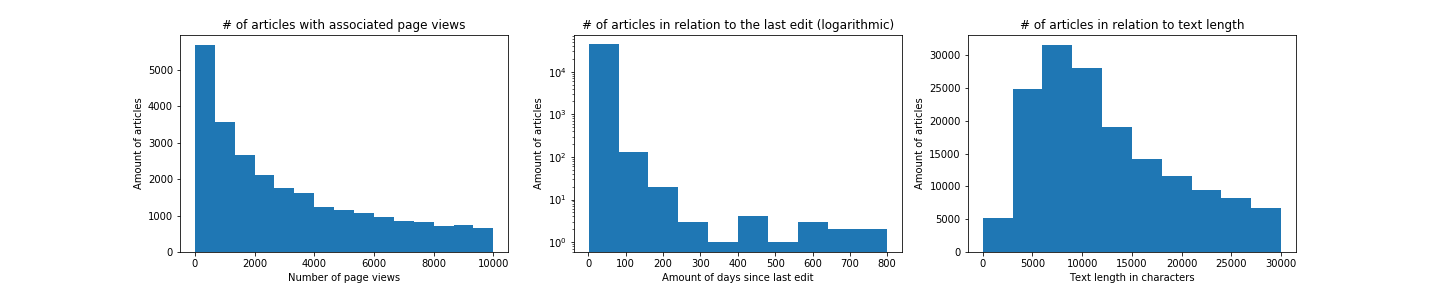 # of articles with associated page views
5000
4000
3000
2000
1000
0
Amount of articles
0 2000 4000 6000 8000 10000
Number of page views
# of articles in relation to the last edit (logarithmic)
10⁴
10³
10²
10¹
10⁰
Amount of articles
0 100 200 300 400 500 600 700 800
Amount of days since last edit
# of articles in relation to text length
30000
25000
20000
15000
10000
5000
0
Amount of articles
0 5000 10000 15000 20000 25000 30000
Text length in characters